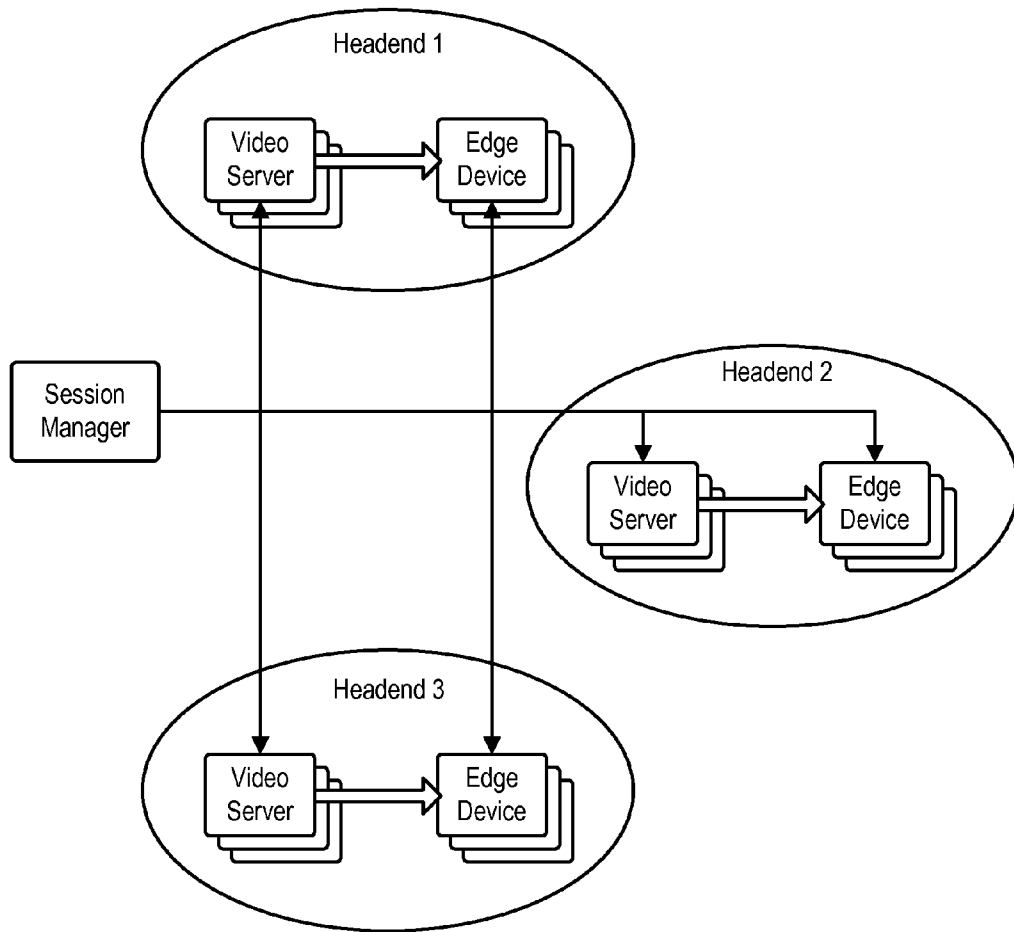 Headend 1
Video
Server
Edge
Device
Session
Manager
Headend 2
Video
Server
Edge
Device
Headend 3
Video
Server
Edge
Device